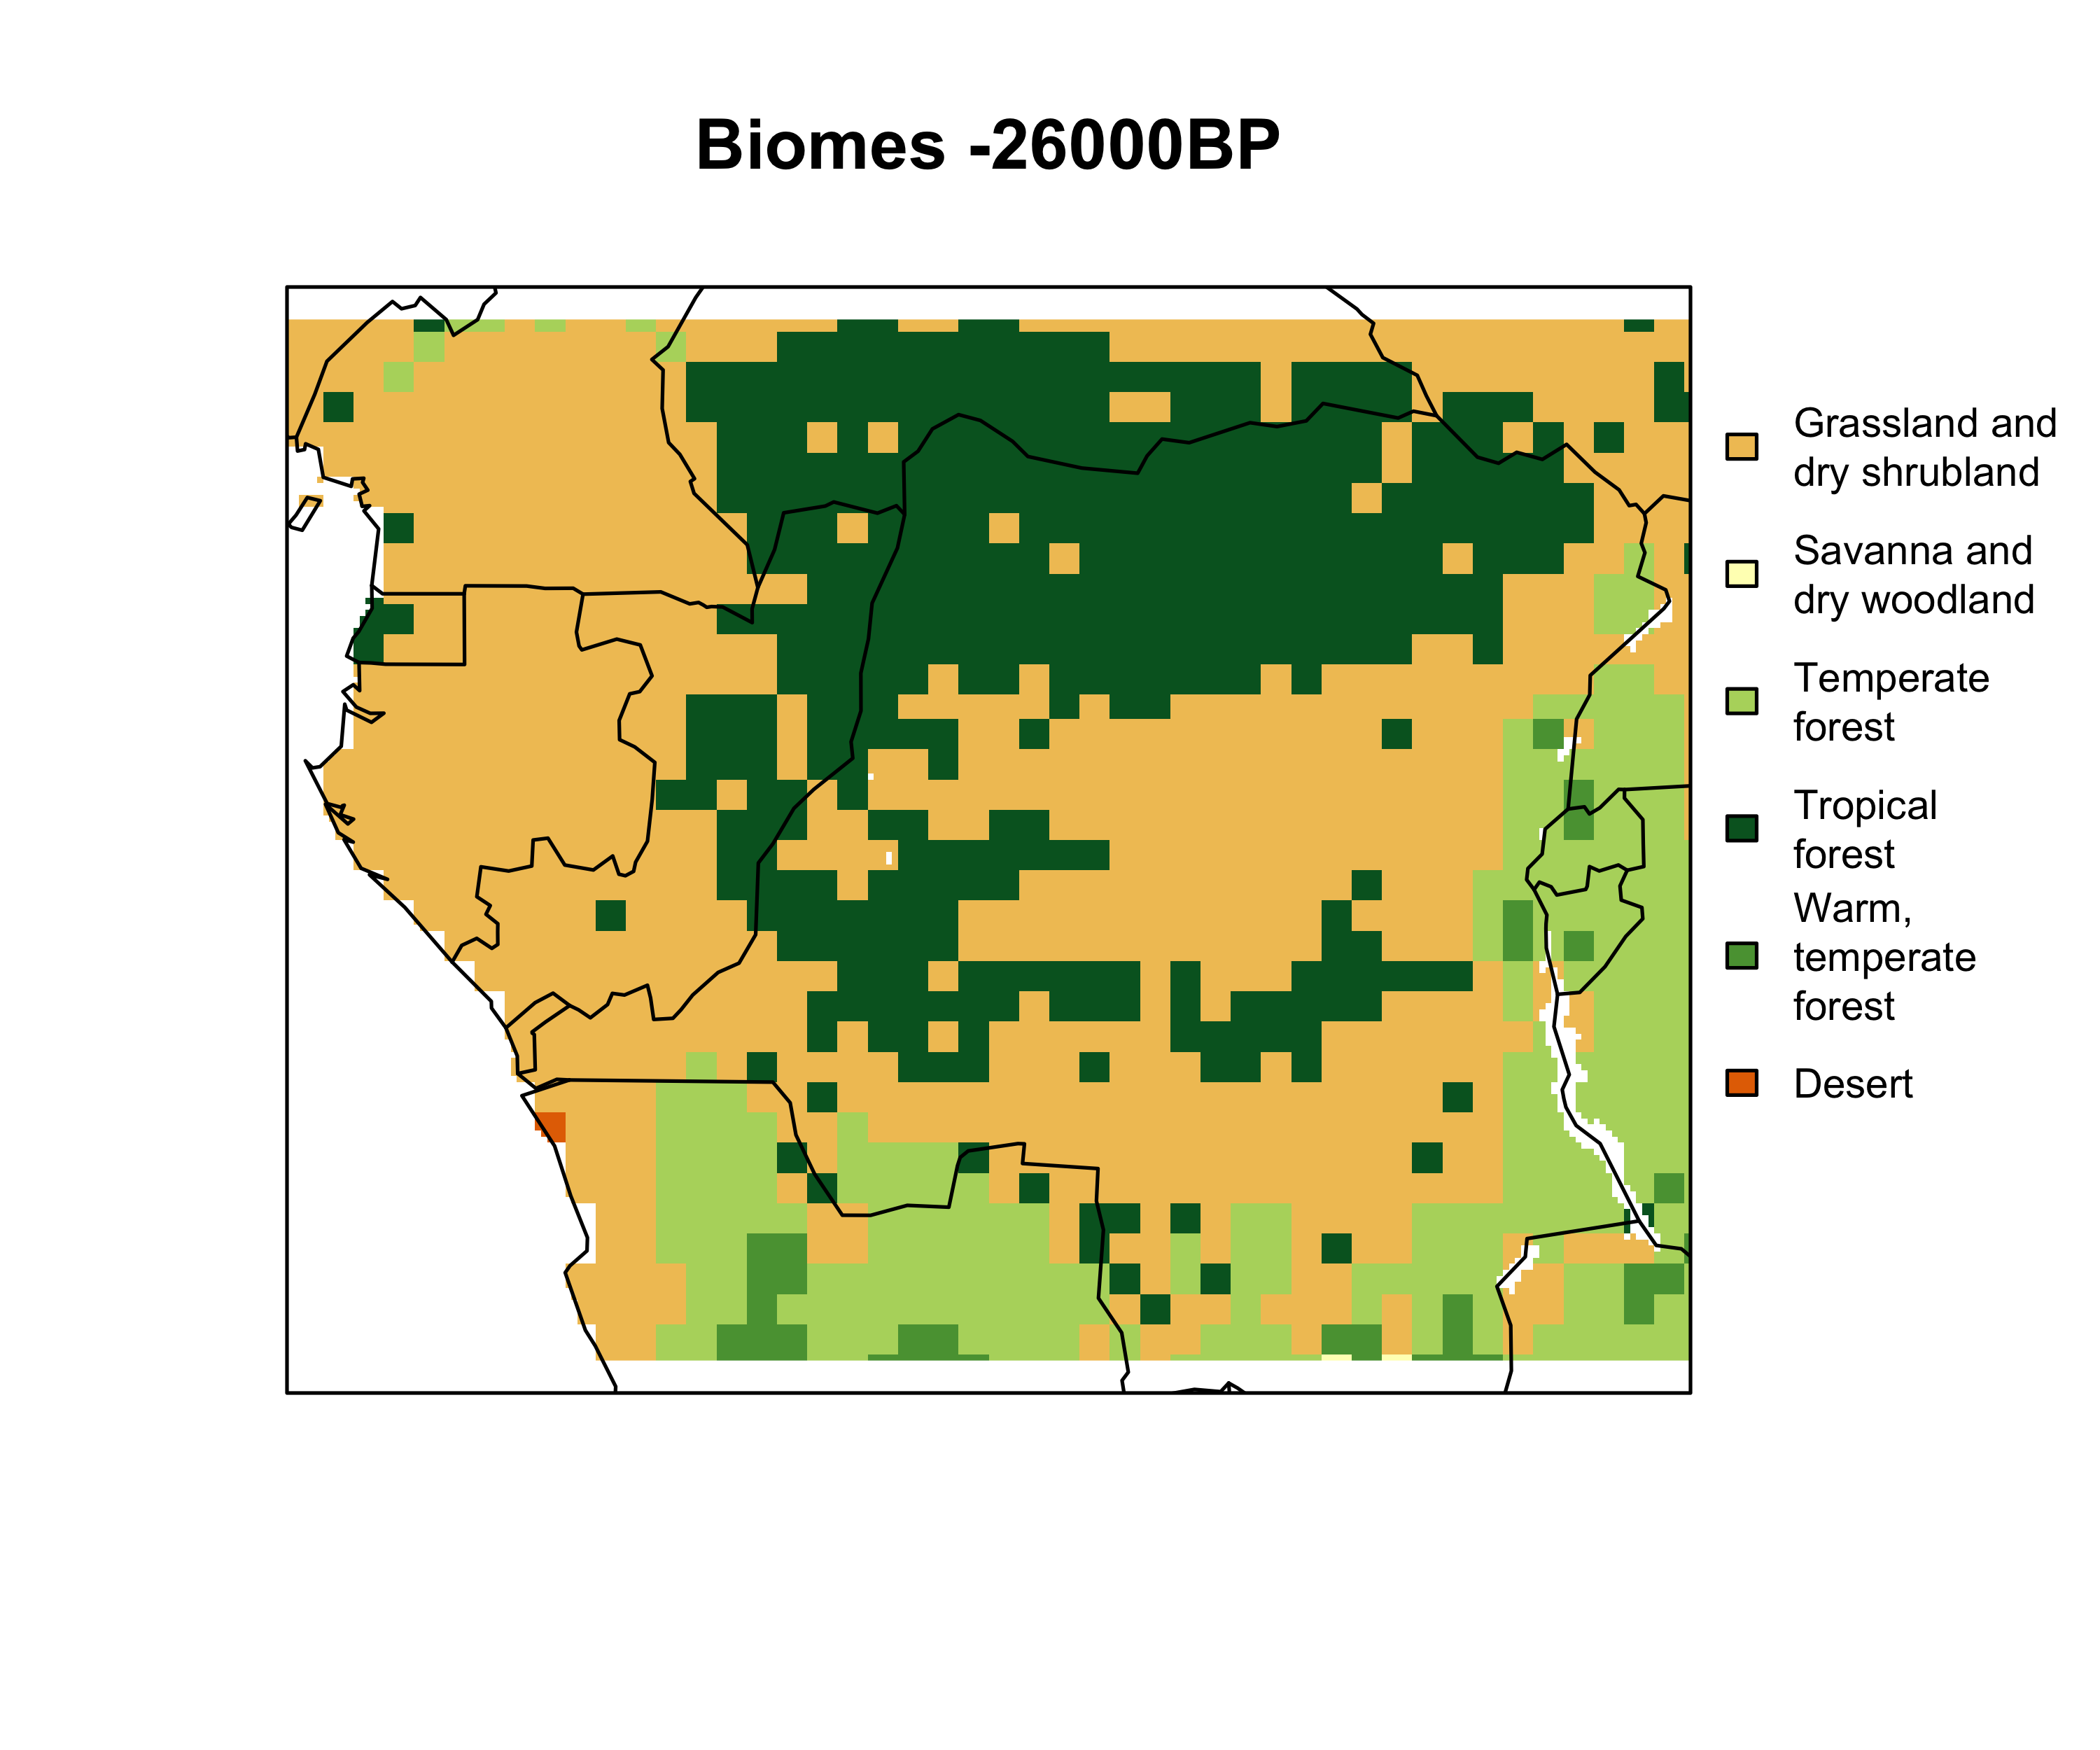 Biomes -26000BP
Grassland and
dry shrubland
Savanna and
dry woodland
Temperate
forest
Tropical
forest
Warm,
temperate
forest
Desert